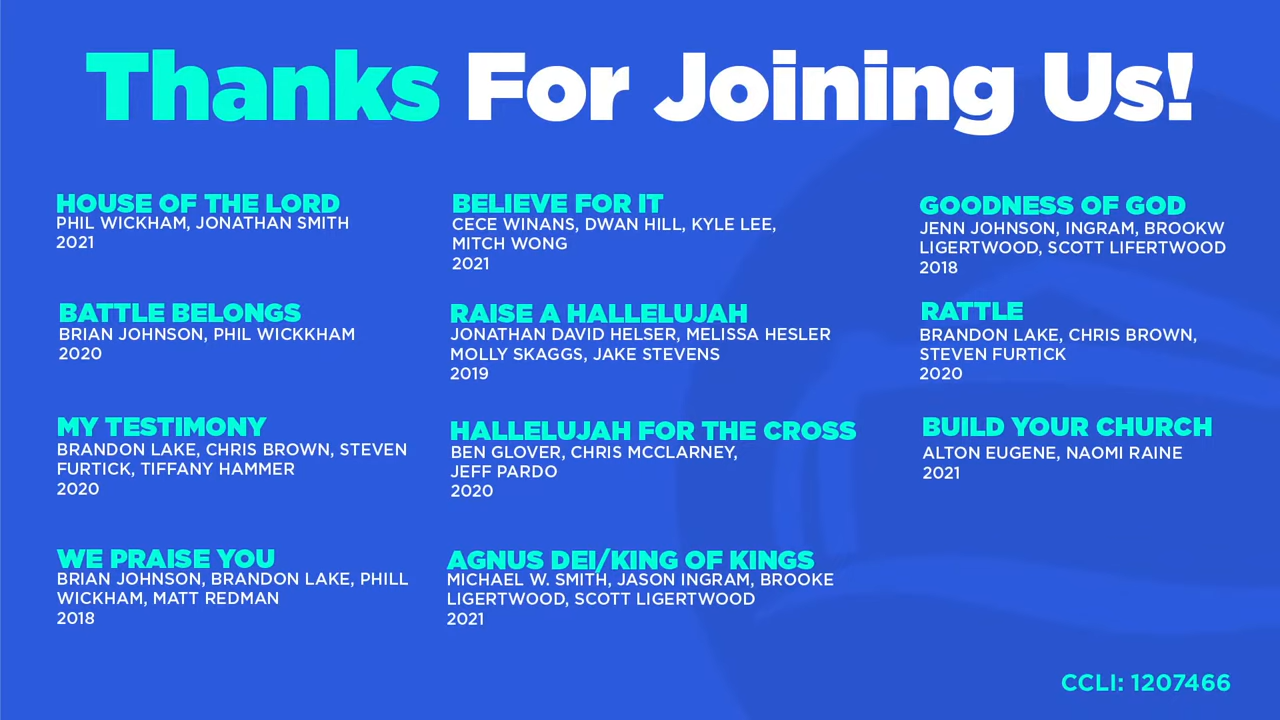 Thanks For Joining Us!
HOUSE OF THE LORD
PHIL WICKHAM, JONATHAN SMITH
2021
BATTLE BELONGS
BRIAN JOHNSON, PHIL WICKKHAM
2020
MY TESTIMONY
BRANDON LAKE, CHRIS BROWN, STEVEN
FURTICK, TIFFANY HAMMER
2020
WE PRAISE YOU
BRIAN JOHNSON, BRANDON LAKE, PHILL
WICKHAM, MATT REDMAN
2018
BELIEVE FOR IT
CECE WINANS, DWAN HILL, KYLE LEE,
MITCH WONG
2021
RAISE A HALLELUJAH
JONATHAN DAVID HELSER, MELISSA HESLER
MOLLY SKAGGS, JAKE STEVENS
2019
HALLELUJAH FOR THE CROSS
BEN GLOVER, CHRIS MCCLARNEY,
JEFF PARDO
2020
AGNUS DEI/KING OF KINGS
MICHAEL W. SMITH, JASON INGRAM, BROOKE
LIGERTWOOD, SCOTT LIGERTWOOD
2021
GOODNESS OF GOD
JENN JOHNSON, INGRAM, BROOKW
LIGERTWOOD, SCOTT LIFERTWOOD
2018
RATTLE
BRANDON LAKE, CHRIS BROWN,
STEVEN FURTICK
2020
BUILD YOUR CHURCH
ALTON EUGENE, NAOMI RAINE
2021
CCLI: 1207466